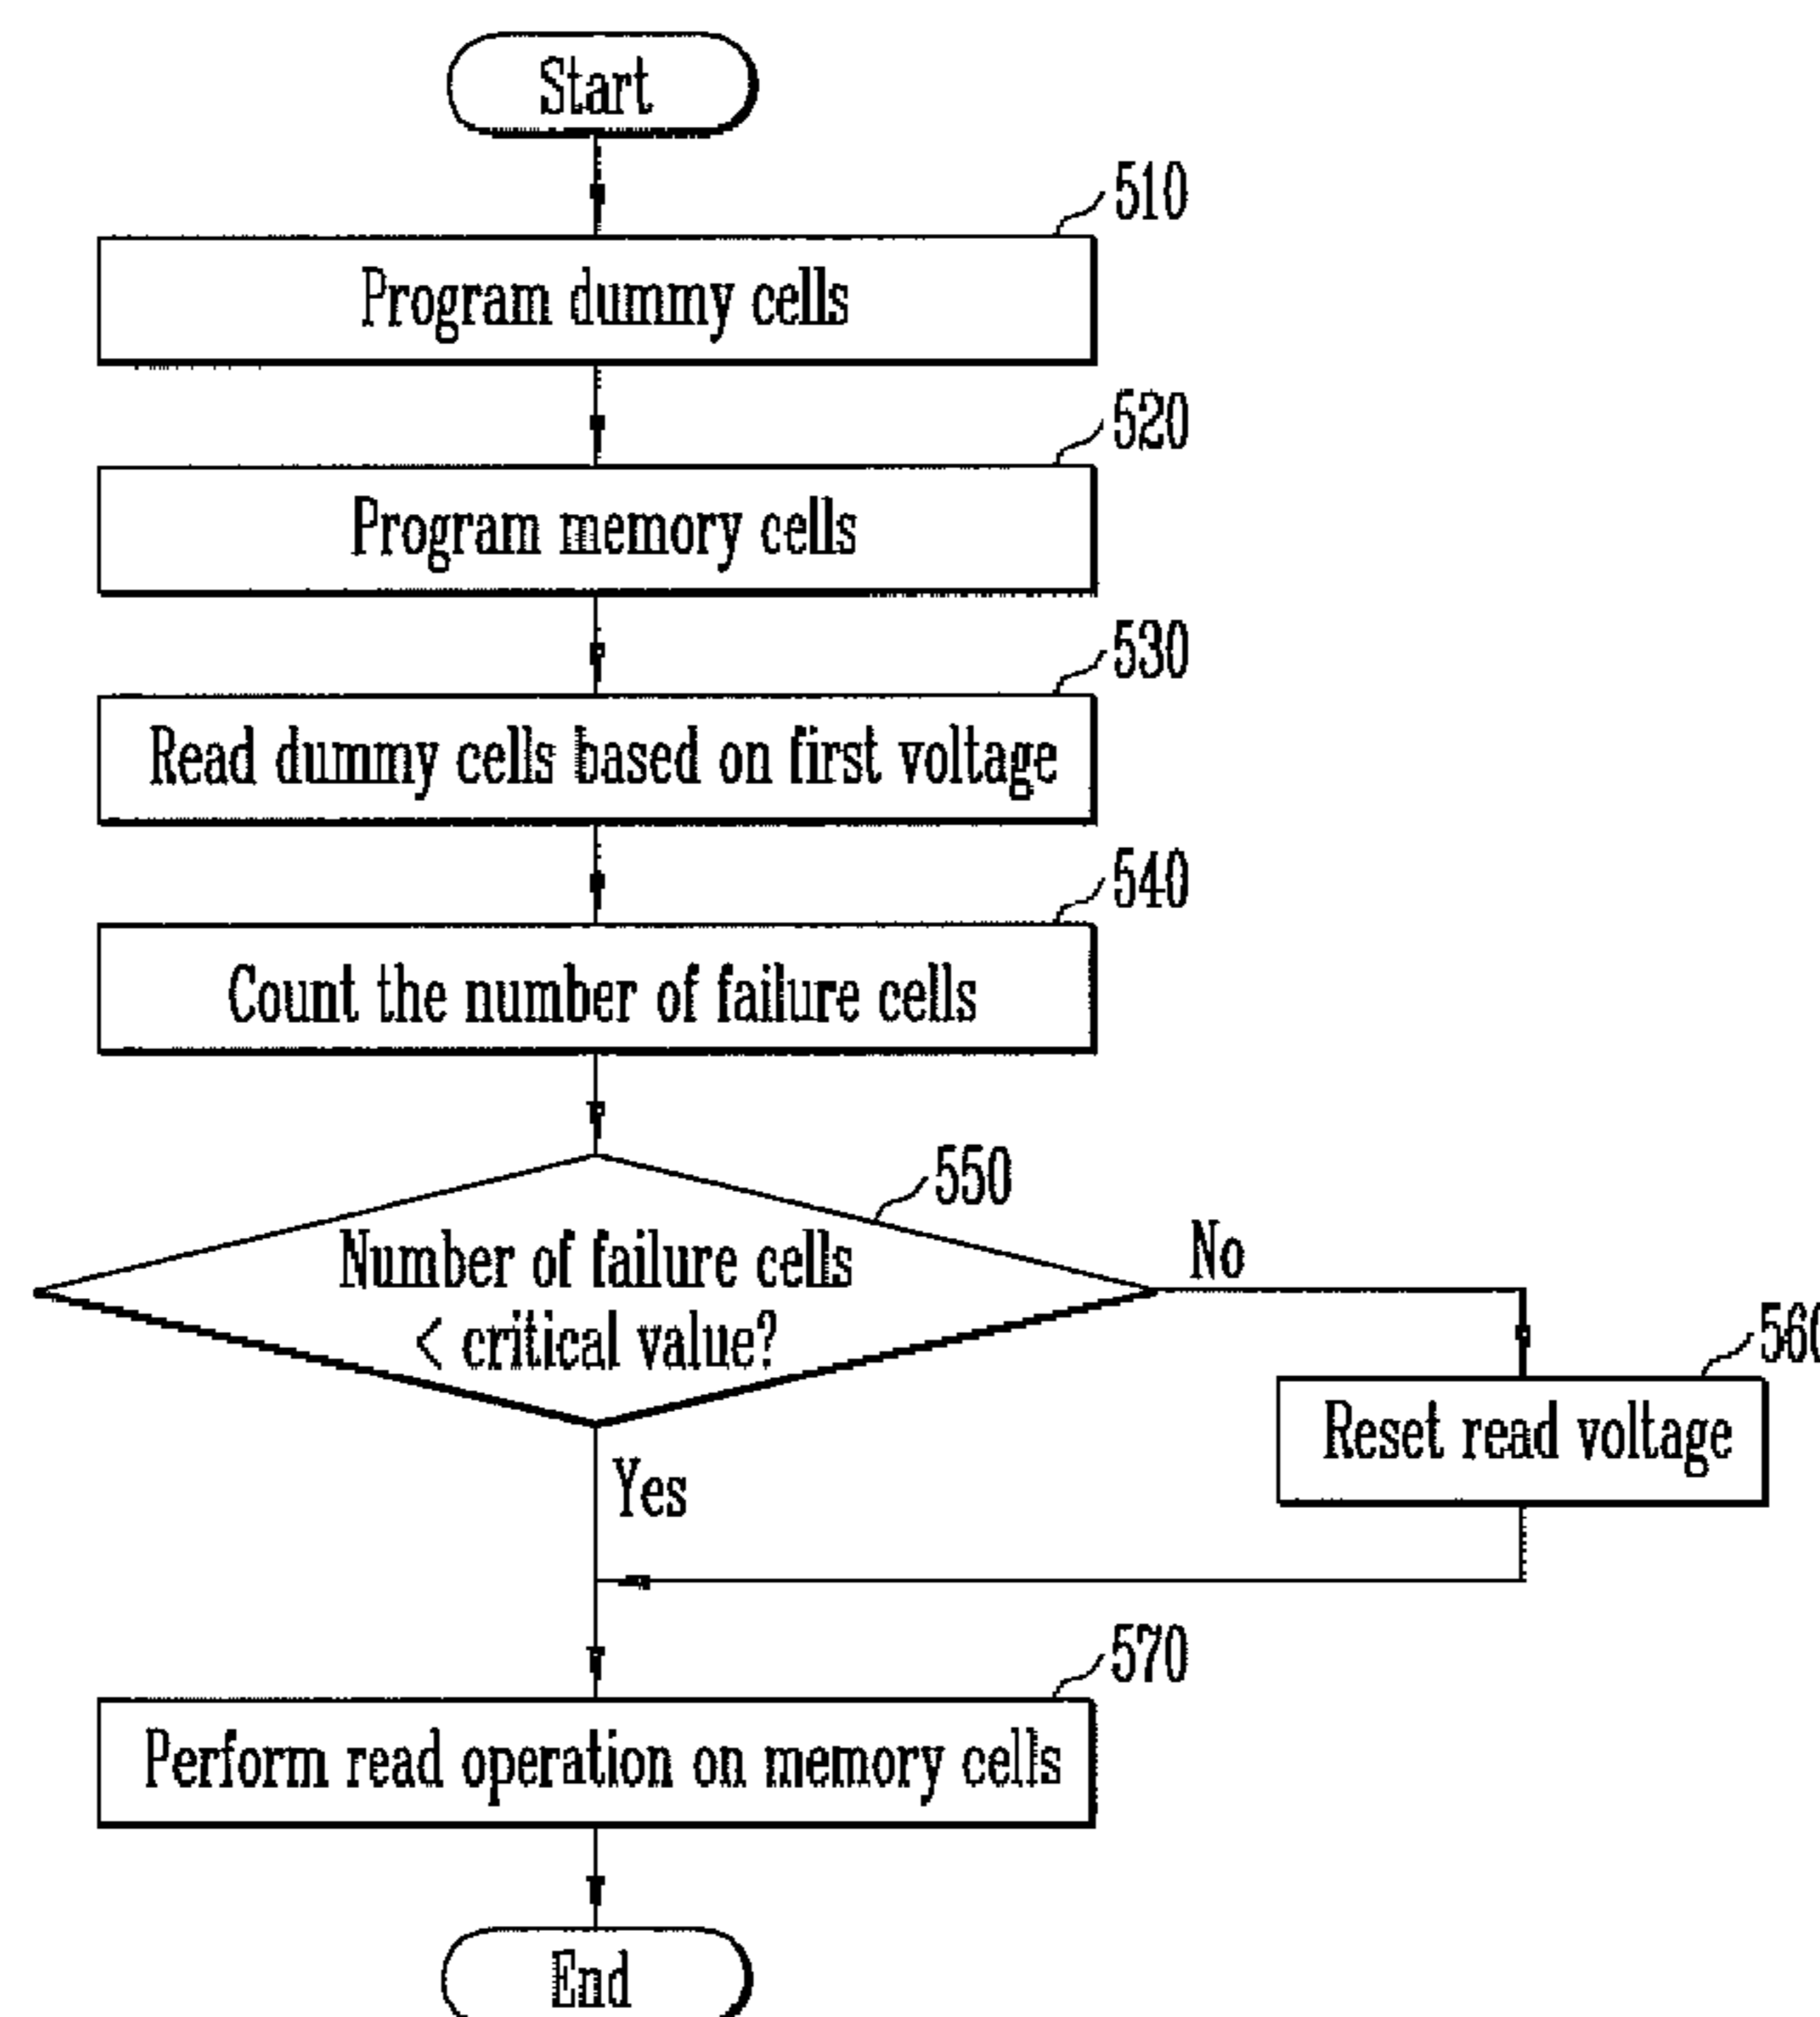 Start
510
Program dummy cells
520
Program memory cells
530
Read dummy cells based on first voltage
540
Count the number of failure cells
550
Number of failure cells
< critical value?
No
560
Reset read voltage
Yes
570
Perform read operation on memory cells
End